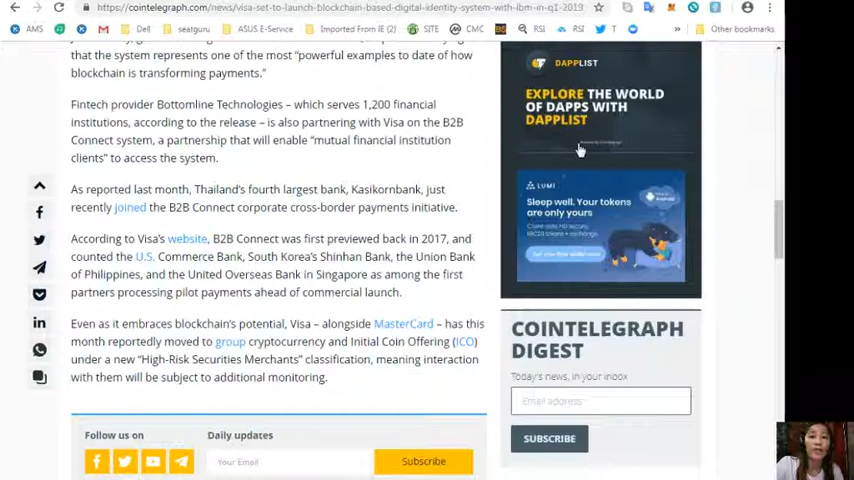 https://cointelegraph.com/news/visa-set-to-launch-blockchain-based-digital-identity-system-with-ibm-in-q1-2019
AMS
Dell
seatguru
ASUS E-Service
Imported From IE (2)
SITE
CMC
RSI
RSI
T
»
Other bookmarks
that the system represents one of the most "powerful examples to date of how
blockchain is transforming payments."
Fintech provider Bottomline Technologies – which serves 1,200 financial
institutions, according to the release – is also partnering with Visa on the B2B
Connect system, a partnership that will enable "mutual financial institution
clients" to access the system.
As reported last month, Thailand's fourth largest bank, Kasikornbank, just
recently joined the B2B Connect corporate cross-border payments initiative.
According to Visa's website, B2B Connect was first previewed back in 2017, and
counted the U.S. Commerce Bank, South Korea's Shinhan Bank, the Union Bank
of Philippines, and the United Overseas Bank in Singapore as among the first
partners processing pilot payments ahead of commercial launch.
Even as it embraces blockchain's potential, Visa – alongside MasterCard – has this
month reportedly moved to group cryptocurrency and Initial Coin Offering (ICO)
under a new "High-Risk Securities Merchants" classification, meaning interaction
with them will be subject to additional monitoring.
Follow us on
Daily updates
Your Email
Subscribe
DAPPLIST
EXPLORE THE WORLD
OF DAPPS WITH
DAPPLIST
LUMI
Sleep well. Your tokens
are only yours
COINTELEGRAPH
DIGEST
Today's news, in your inbox
Email address*
SUBSCRIBE